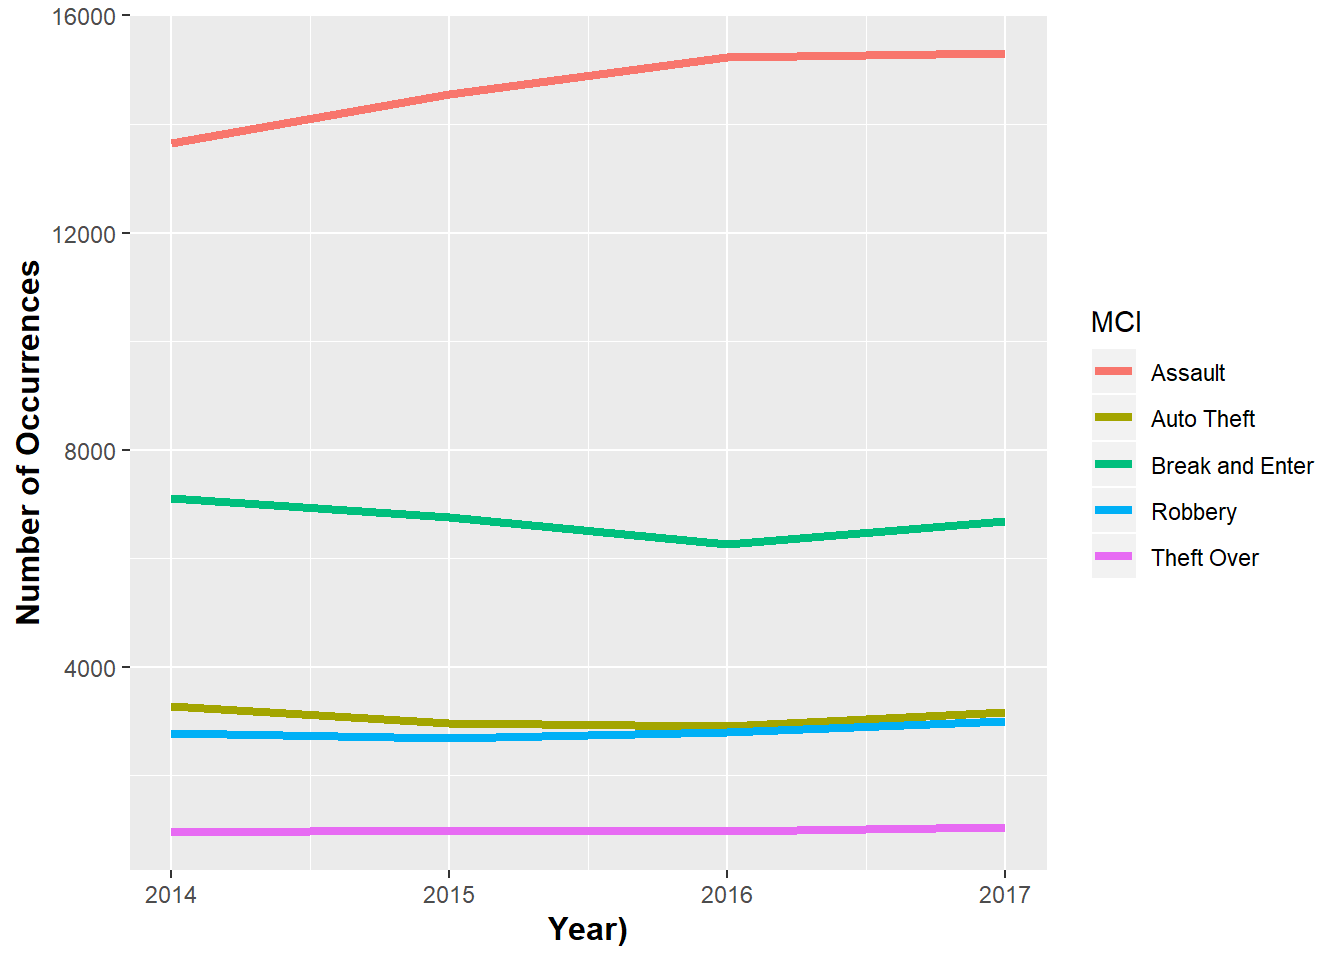 16000
12000
8000
4000
Number of Occurrences
2014 2015 2016 2017
Year)
MCI
Assault
Auto Theft
Break and Enter
Robbery
Theft Over